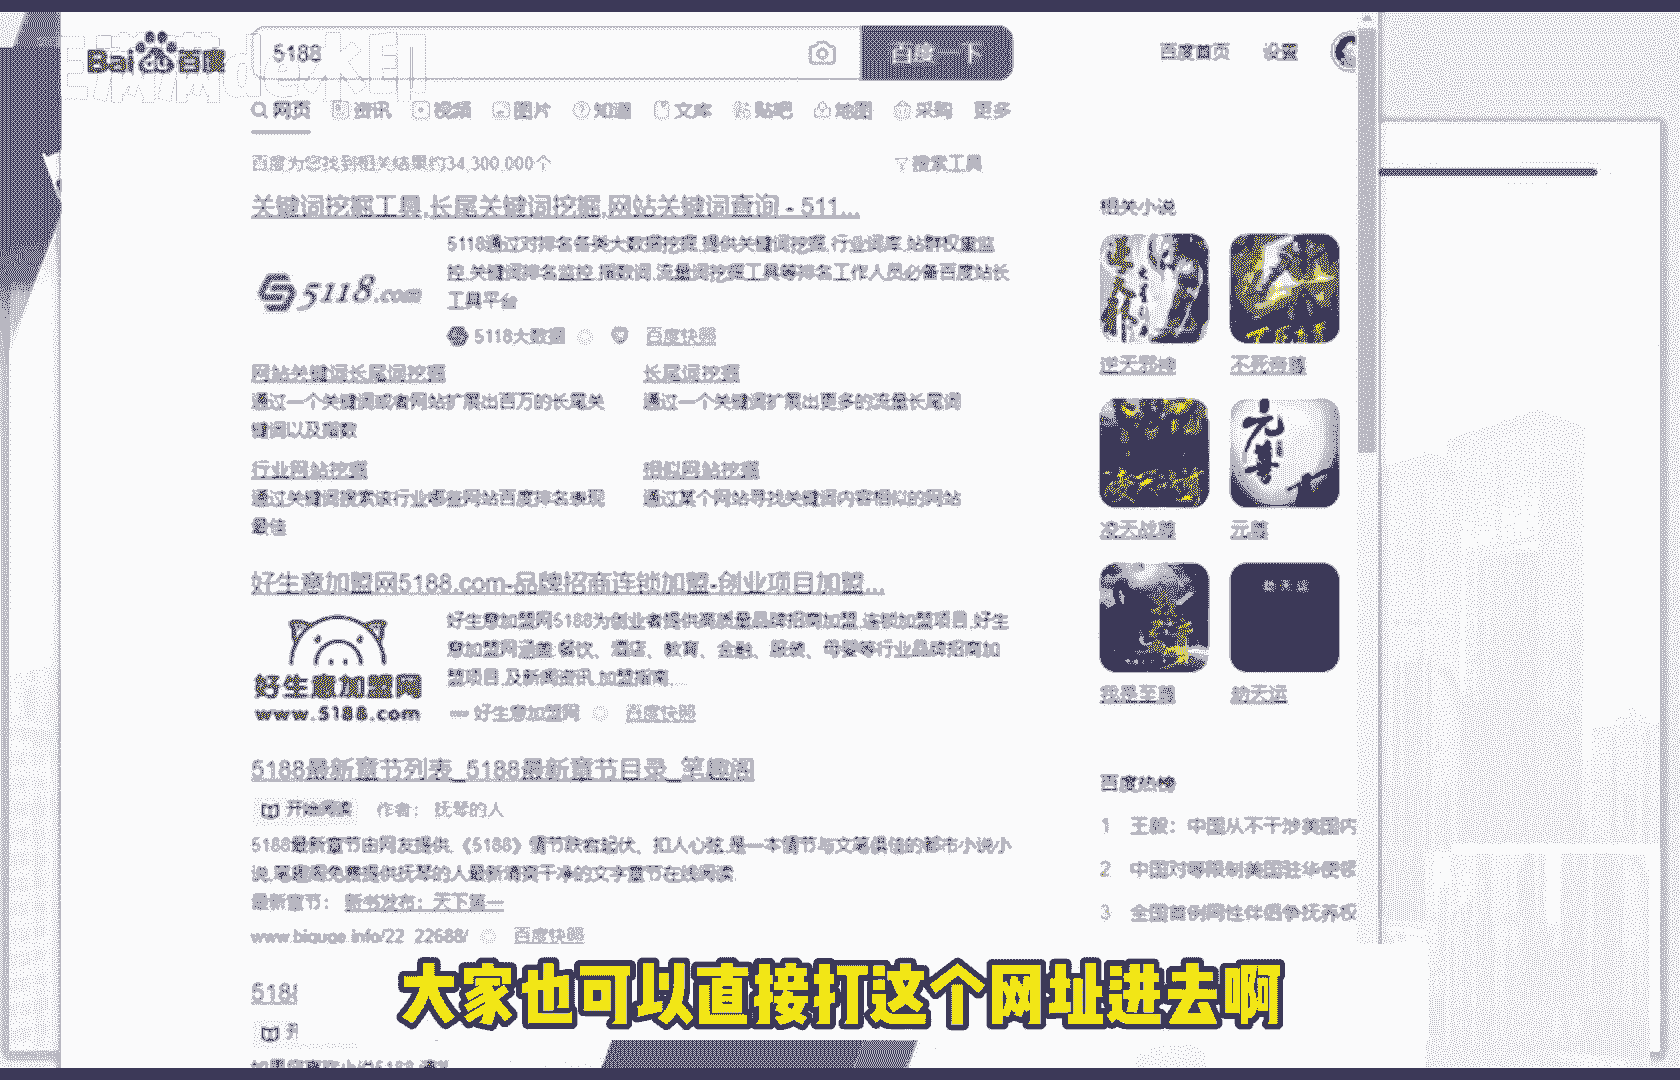 Bai du 百度
5188
百度一下
百度首页 设置
网页 资讯 视频 图片 知道 文库 贴吧 地图 采购 更多
百度为您找到相关结果约34,300,000个
搜索工具
关键词挖掘工具,长尾关键词挖掘,网站关键词查询 - 511...
5118通过对排名各类大数据挖掘,提供关键词挖掘,行业词库,站群权重监
控,关键词排名监控,指数词,流量词挖掘工具等排名工作人员必备百度站长
工具平台
5118.com
5118大数据 百度快照
网站关键词长尾词挖掘
通过一个关键词或者网站扩展出百万的长尾关
键词以及指数
长尾词挖掘
通过一个关键词扩展出更多的流量长尾词
行业网站挖掘
通过关键词搜索该行业哪些网站百度排名表现
最佳
相似网站挖掘
通过某个网站寻找关键词内容相似的网站
好生意加盟网5188.com-品牌招商连锁加盟-创业项目加盟...
好生意加盟网5188为创业者提供高质量品牌招商加盟,连锁加盟项目,好生
意加盟网涵盖:餐饮、酒店、教育、金融、服装、母婴等行业品牌招商加
盟项目,及新闻资讯,加盟指南...
好生意加盟网
www.5188.com
好生意加盟网 百度快照
5188最新章节列表_5188最新章节目录_笔趣阁
开始阅读 作者: 抚琴的人
5188最新章节由网友提供,《5188》情节跌宕起伏、扣人心弦,是一本情节与文笔俱佳的都市小说小
说,笔趣阁免费提供抚琴的人最新清爽干净的文字章节在线阅读
最新章节: 新书发布:天下第一
www.biquge.info/22_22688/ 百度快照
518
相关小说
不死帝尊
凌天战尊 元尊
元尊
我是至尊
百度热榜
1 王毅:中国从不干涉美国内
2 中国对等限制美国驻华使领
3 全国首例同性伴侣争抚养权
大家也可以直接打这个网址进去啊